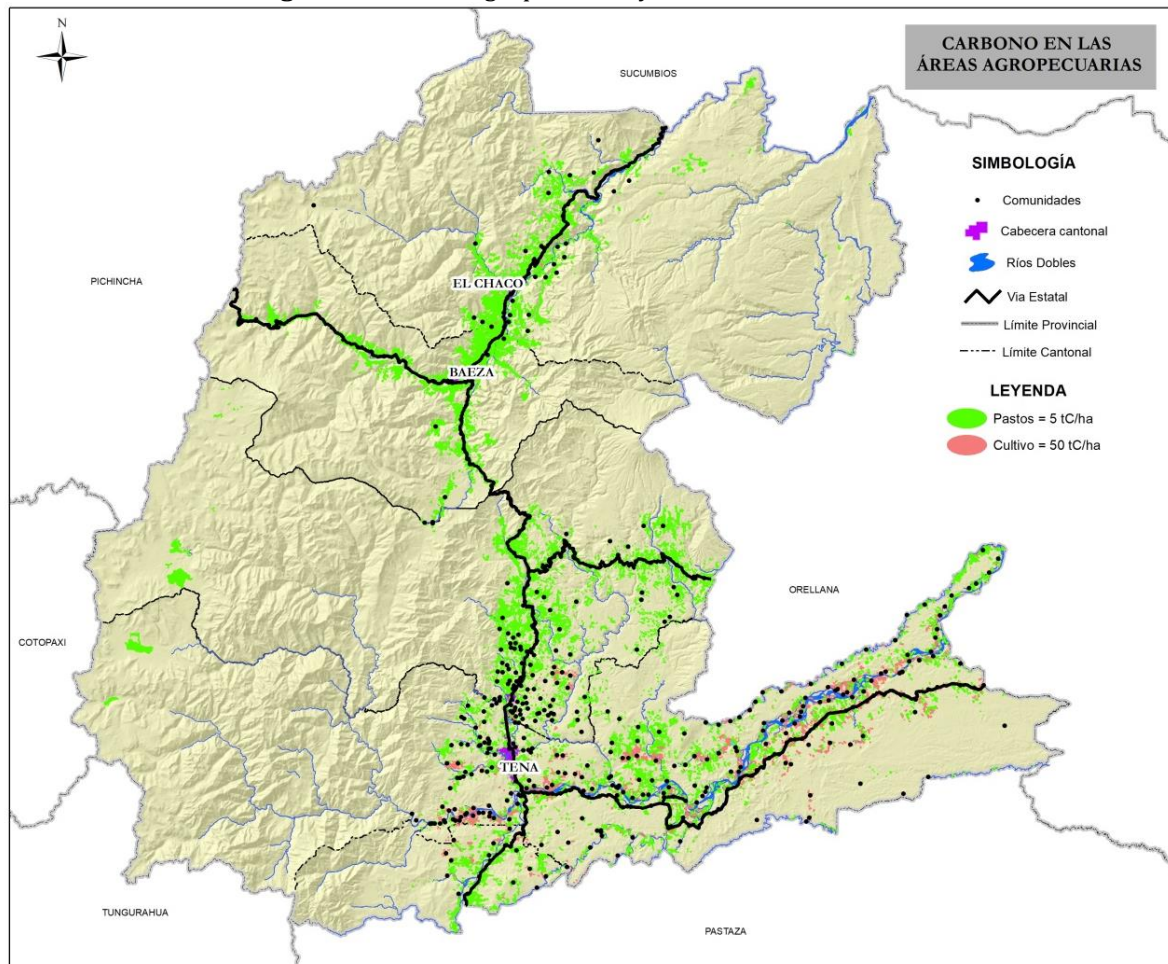 N
CARBONO EN LAS
ÁREAS AGROPECUARIAS
SUCUMBIOS
SIMBOLOGÍA
Comunidades
Cabecera cantonal
Ríos Dobles
Via Estatal
Límite Provincial
Límite Cantonal
LEYENDA
Pastos = 5 tC/ha
Cultivo = 50 tC/ha
PICHINCHA
EL CHACO
BAEZA
ORELLANA
COTOPAXI
TENA
TUNGURAHUA
PASTAZA